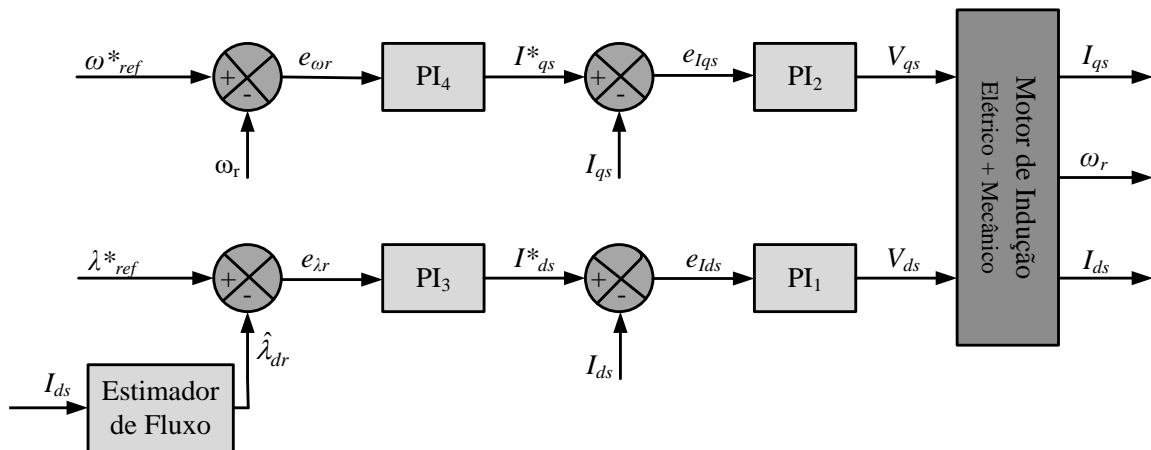 ω*ref
+
-
eωr
PI4
I*qs
+
-
eIqs
PI2
Vqs
Iqs
ωr
Iqs
Motor de Indução
Elétrico + Mecânico
ωr
λ*ref
+
-
eλr
PI3
I*ds
+
-
eIds
PI1
Vds
Ids
λ̂dr
Ids
Ids
Estimador
de Fluxo